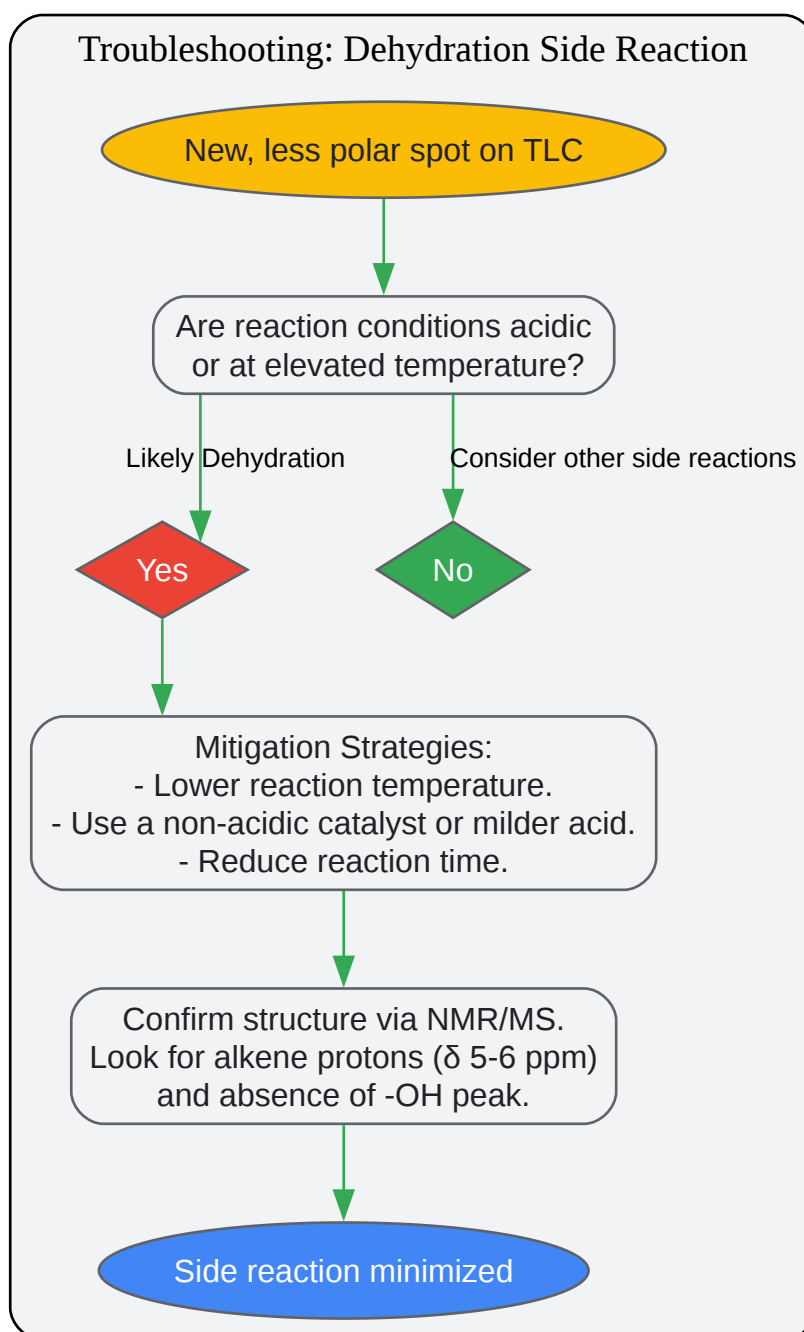 Troubleshooting: Dehydration Side Reaction
New, less polar spot on TLC
Are reaction conditions acidic
or at elevated temperature?
Likely Dehydration
Consider other side reactions
Yes
No
Mitigation Strategies:
- Lower reaction temperature.
- Use a non-acidic catalyst or milder acid.
- Reduce reaction time.
Confirm structure via NMR/MS.
Look for alkene protons (δ 5-6 ppm)
and absence of -OH peak.
Side reaction minimized